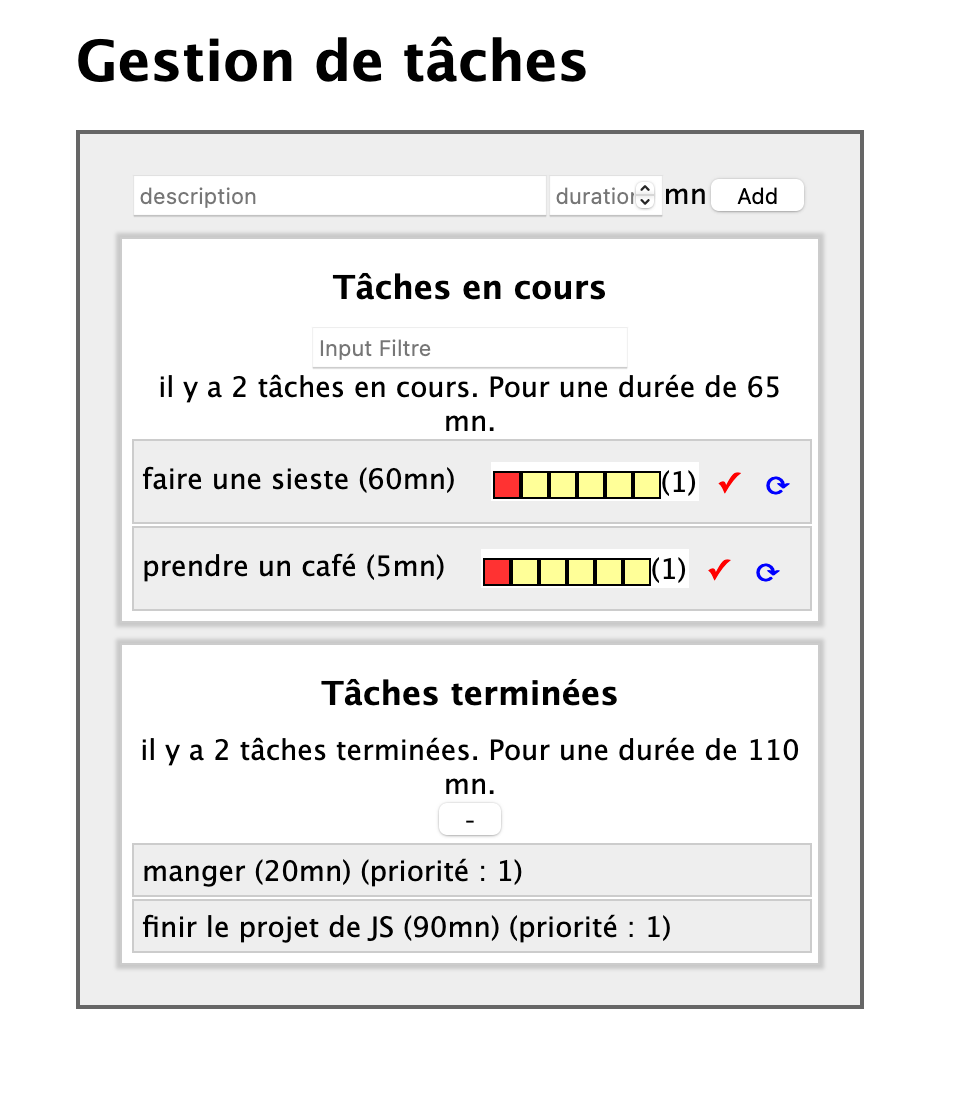 Gestion de tâches
description duration mn Add
Tâches en cours
Input Filtre
il y a 2 tâches en cours. Pour une durée de 65
mn.
faire une sieste (60mn) (1) ✓ ⟳
prendre un café (5mn) (1) ✓ ⟳
Tâches terminées
il y a 2 tâches terminées. Pour une durée de 110
mn.
-
manger (20mn) (priorité : 1)
finir le projet de JS (90mn) (priorité : 1)